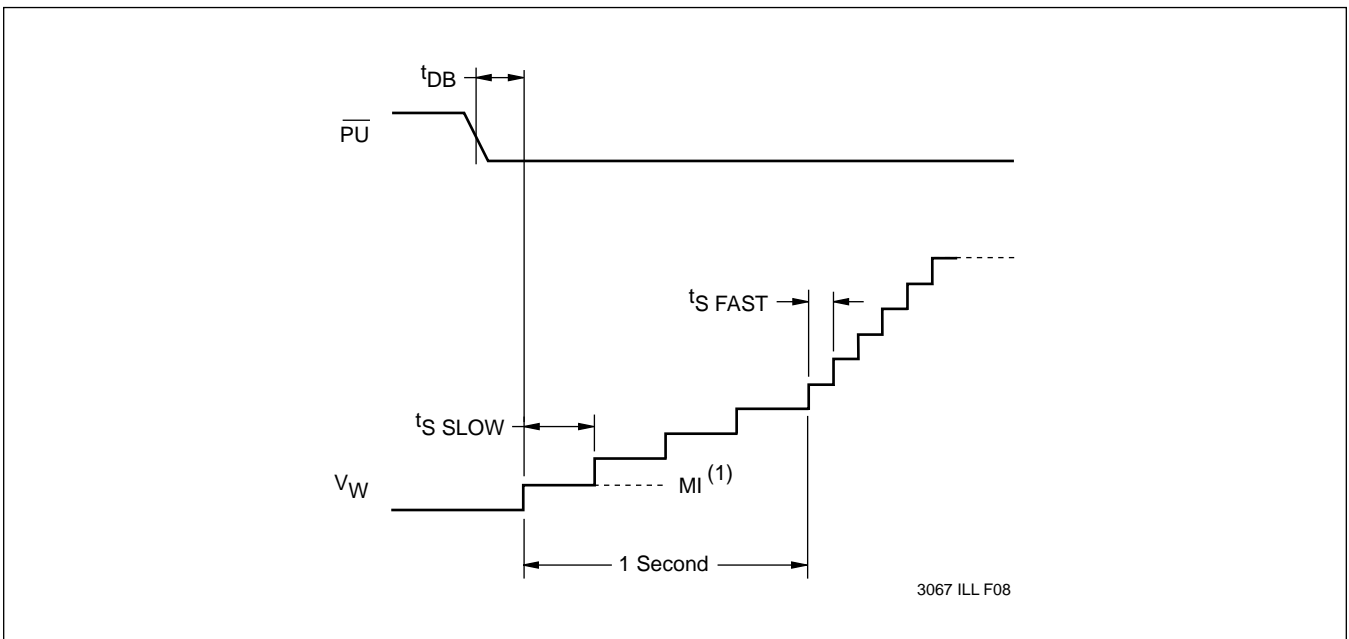 tDB
PU
tS FAST
tS SLOW
VW
MI (1)
1 Second
3067 ILL F08